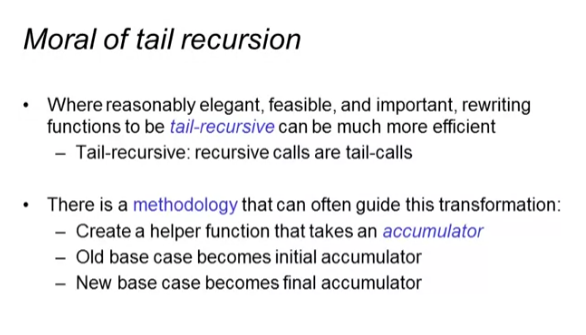 Moral of tail recursion
• Where reasonably elegant, feasible, and important, rewriting
functions to be tail-recursive can be much more efficient
– Tail-recursive: recursive calls are tail-calls
• There is a methodology that can often guide this transformation:
– Create a helper function that takes an accumulator
– Old base case becomes initial accumulator
– New base case becomes final accumulator